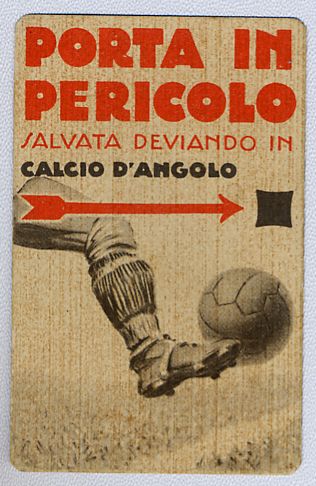 PORTA IN
PERICOLO
SALVATA DEVIANDO IN
CALCIO D'ANGOLO